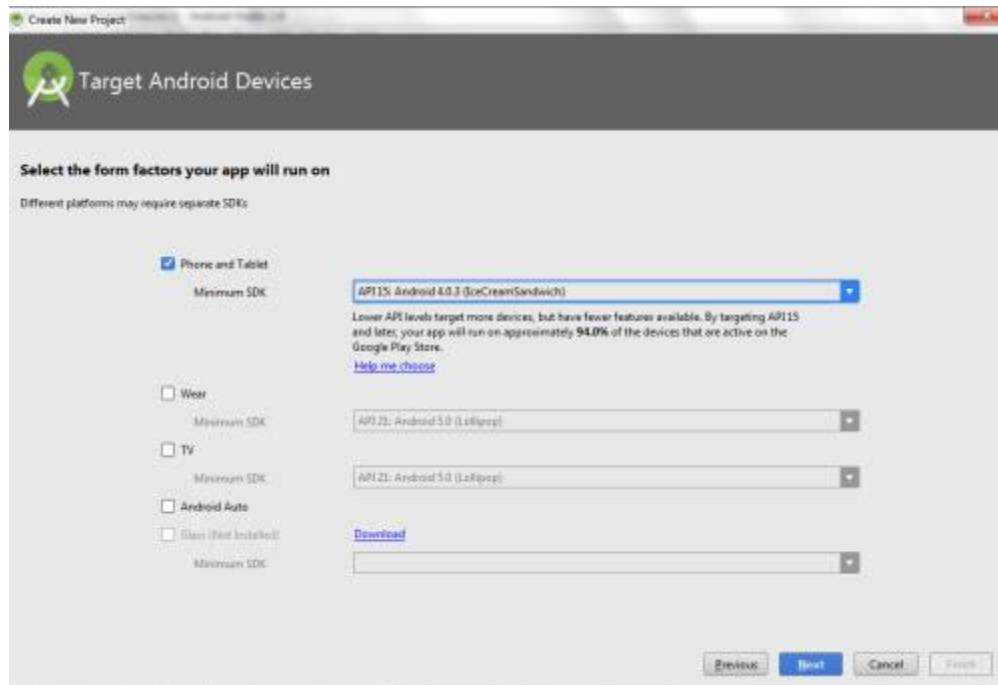 Create New Project
Target Android Devices
Select the form factors your app will run on
Different platforms may require separate SDKs
Phone and Tablet
Minimum SDK
API 15: Android 4.0.3 (IceCreamSandwich)
Lower API levels target more devices, but have fewer features available. By targeting API 15
and later, your app will run on approximately 94.0% of the devices that are active on the
Google Play Store.
Help me choose
Wear
Minimum SDK
API 21: Android 5.0 (Lollipop)
TV
Minimum SDK
API 21: Android 5.0 (Lollipop)
Android Auto
Glass (Not Installed)
Download
Minimum SDK
Previous
Next
Cancel
Finish